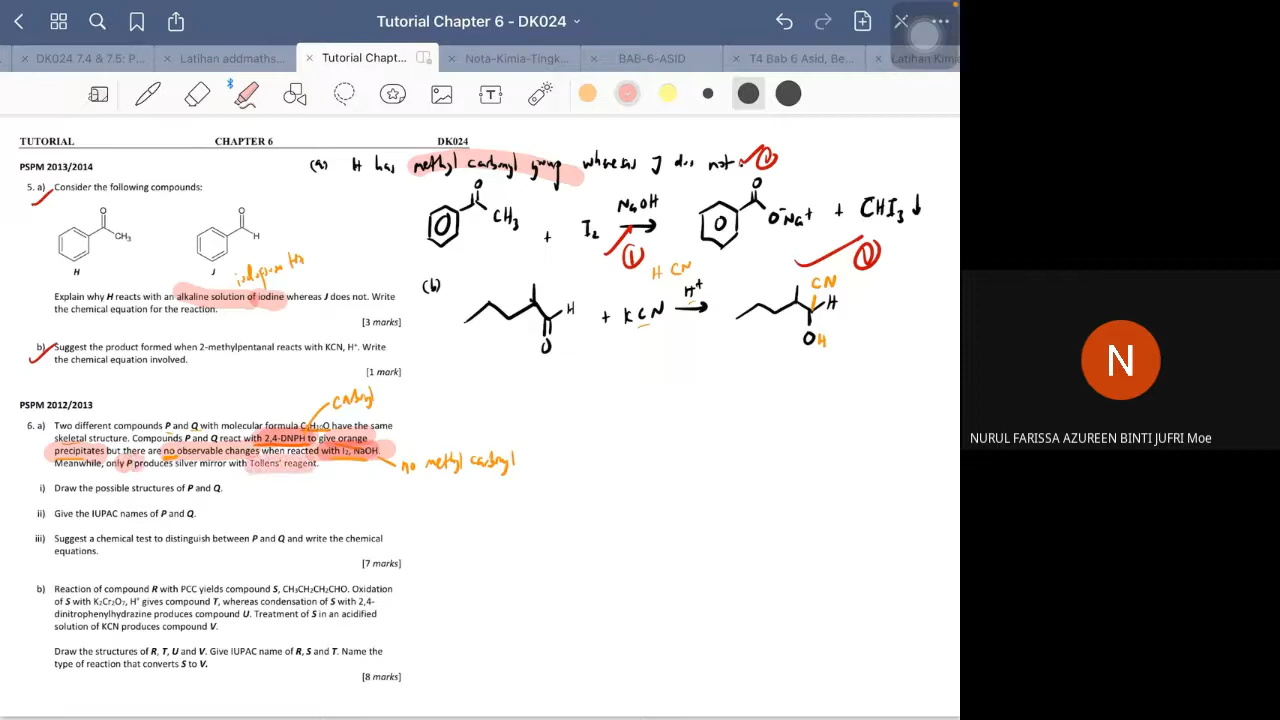 Tutorial Chapter 6 - DK024
DK024 7.4 & 7.5: P...
Latihan addmaths...
Tutorial Chapt...
Nota-Kimia-Tingk...
BAB-6-ASID
T4 Bab 6 Asid, Be...
Latihan Kimi
TUTORIAL CHAPTER 6 DK024
PSPM 2013/2014
(a) H has methyl carbonyl group whereas J does not ①
5. a) Consider the following compounds:
O CH3 H
O H J
O CH3 + I2 NaOH O O⁻Na⁺ + CHI3↓
① ①
Explain why H reacts with an alkaline solution of iodine whereas J does not. Write
the chemical equation for the reaction.
[3 marks]
HCN
(b) H O + KCN H⁺ CN H OH
b) Suggest the product formed when 2-methylpentanal reacts with KCN, H⁺. Write
the chemical equation involved.
[1 mark]
carbonyl
PSPM 2012/2013
6. a) Two different compounds P and Q with molecular formula C5H10O have the same
skeletal structure. Compounds P and Q react with 2,4-DNPH to give orange
precipitates but there are no observable changes when reacted with I2, NaOH.
Meanwhile, only P produces silver mirror with Tollens' reagent.
no methyl carbonyl
i) Draw the possible structures of P and Q.
ii) Give the IUPAC names of P and Q.
iii) Suggest a chemical test to distinguish between P and Q and write the chemical
equations.
[7 marks]
b) Reaction of compound R with PCC yields compound S, CH3CH2CH2CHO. Oxidation
of S with K2Cr2O7, H⁺ gives compound T, whereas condensation of S with 2,4-
dinitrophenylhydrazine produces compound U. Treatment of S in an acidified
solution of KCN produces compound V.
Draw the structures of R, T, U and V. Give IUPAC name of R, S and T. Name the
type of reaction that converts S to V.
[8 marks]
N
NURUL FARISSA AZUREEN BINTI JUFRI Moe